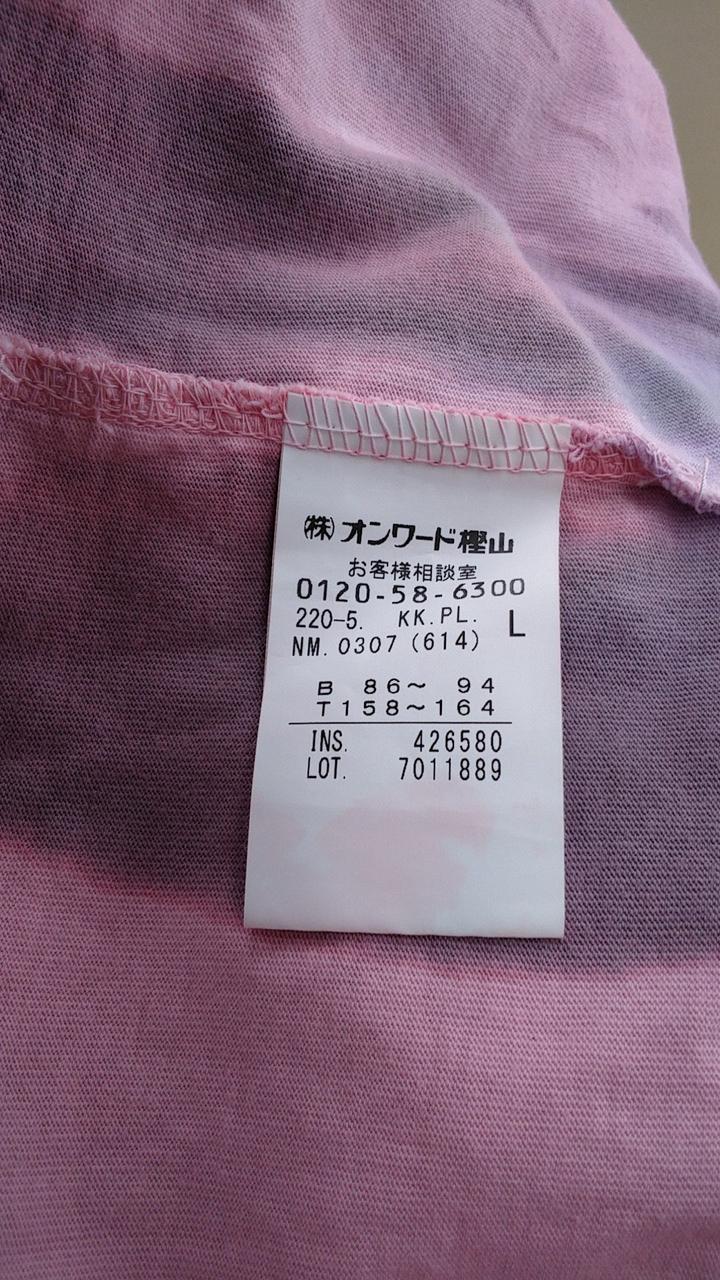 ㈱オンワード樫山
お客様相談室
0120-58-6300
220-5. KK.PL. L
NM. 0307 (614)
B 86～ 94
T158～164
INS. 426580
LOT. 7011889